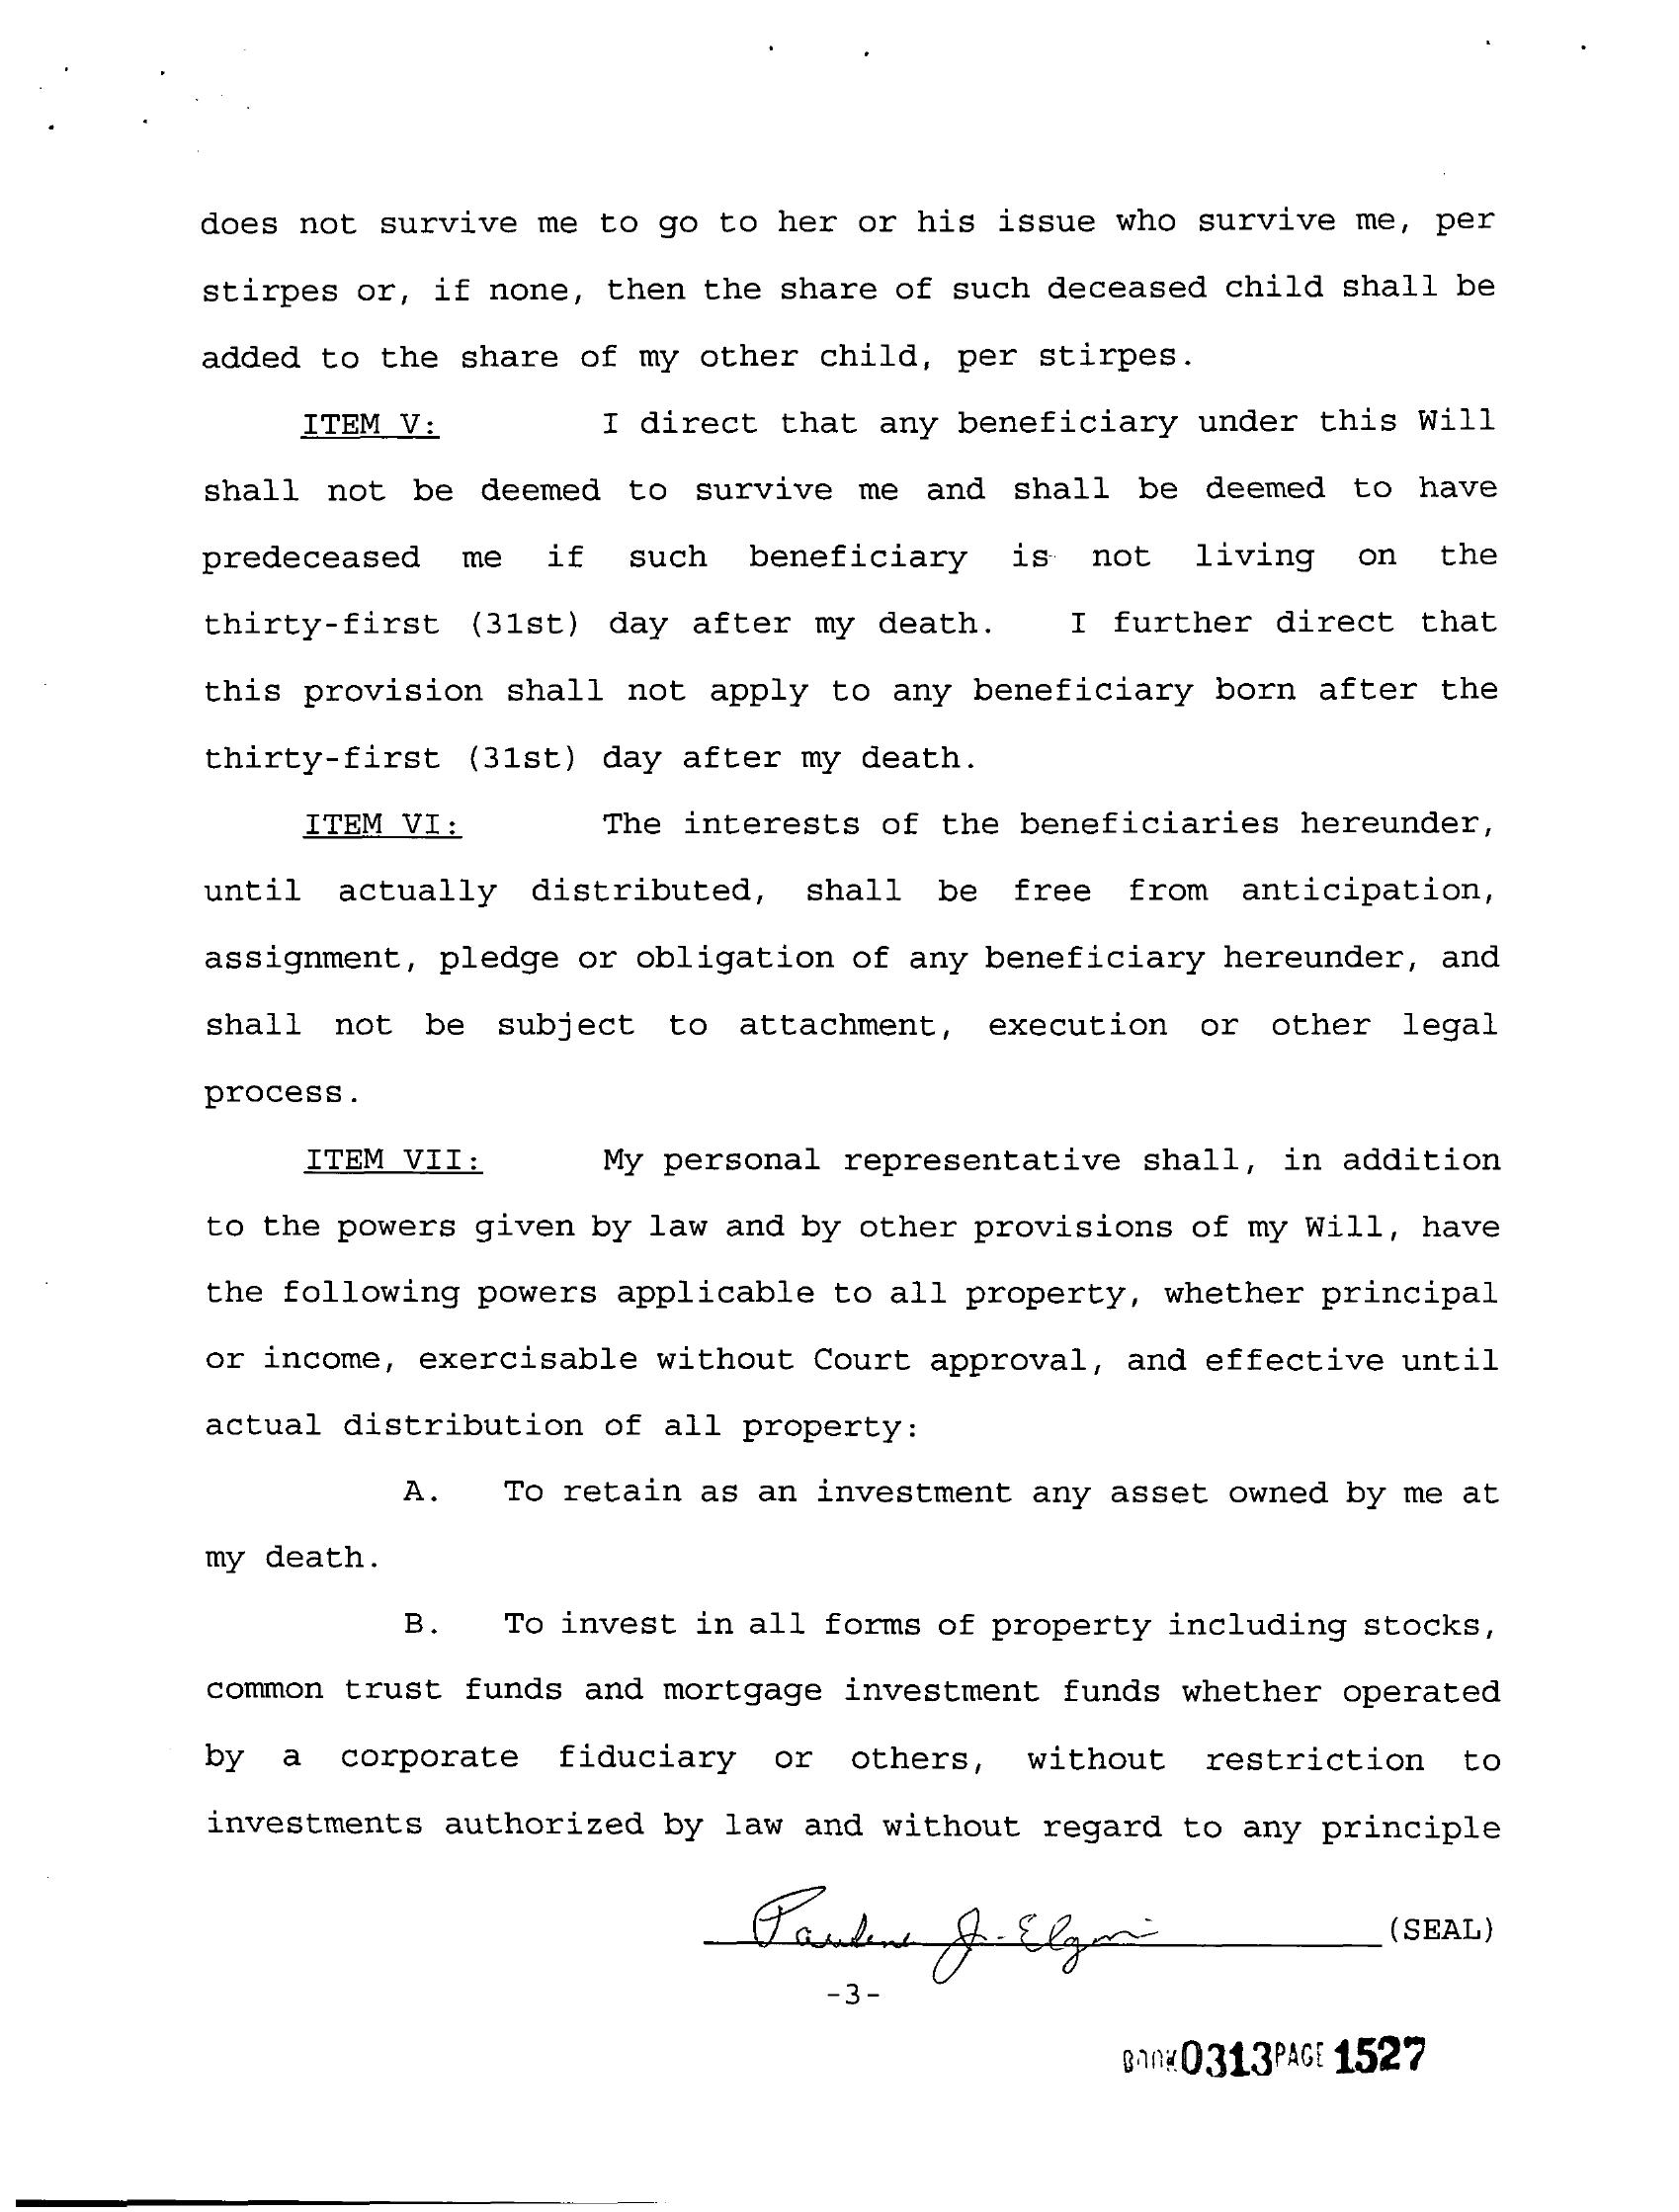 does not survive me to go to her or his issue who survive me, per
stirpes or, if none, then the share of such deceased child shall be
added to the share of my other child, per stirpes.
ITEM V: I direct that any beneficiary under this Will
shall not be deemed to survive me and shall be deemed to have
predeceased me if such beneficiary is not living on the
thirty-first (31st) day after my death. I further direct that
this provision shall not apply to any beneficiary born after the
thirty-first (31st) day after my death.
ITEM VI: The interests of the beneficiaries hereunder,
until actually distributed, shall be free from anticipation,
assignment, pledge or obligation of any beneficiary hereunder, and
shall not be subject to attachment, execution or other legal
process.
ITEM VII: My personal representative shall, in addition
to the powers given by law and by other provisions of my Will, have
the following powers applicable to all property, whether principal
or income, exercisable without Court approval, and effective until
actual distribution of all property:
A. To retain as an investment any asset owned by me at
my death.
B. To invest in all forms of property including stocks,
common trust funds and mortgage investment funds whether operated
by a corporate fiduciary or others, without restriction to
investments authorized by law and without regard to any principle
Pauline J. (SEAL)
-3-
BOOK 0313 PAGE 1527